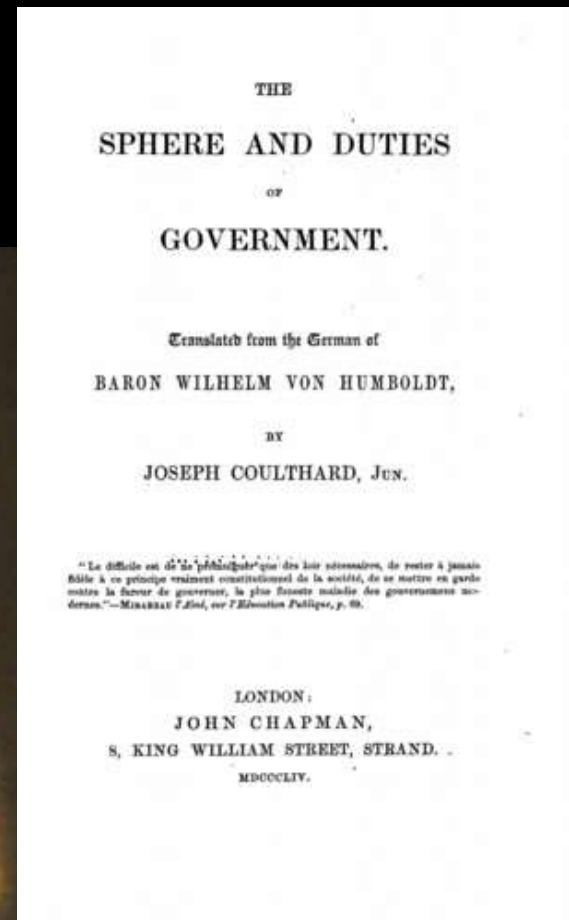 THE
SPHERE AND DUTIES
OF
GOVERNMENT.
Translated from the German of
BARON WILHELM VON HUMBOLDT,
BY
JOSEPH COULTHARD, JUN.
"Le difficile est de ne promulguer que des lois nécessaires, de rester à jamais
fidèle à ce principe vraiment constitutionnel de la société, de se mettre en garde
contre la fureur de gouverner, la plus funeste maladie des gouvernemens mo-
dernes."—MIRABEAU l'Aîné, sur l'Education Publique, p. 69.
LONDON:
JOHN CHAPMAN,
8, KING WILLIAM STREET, STRAND.
MDCCCLIV.